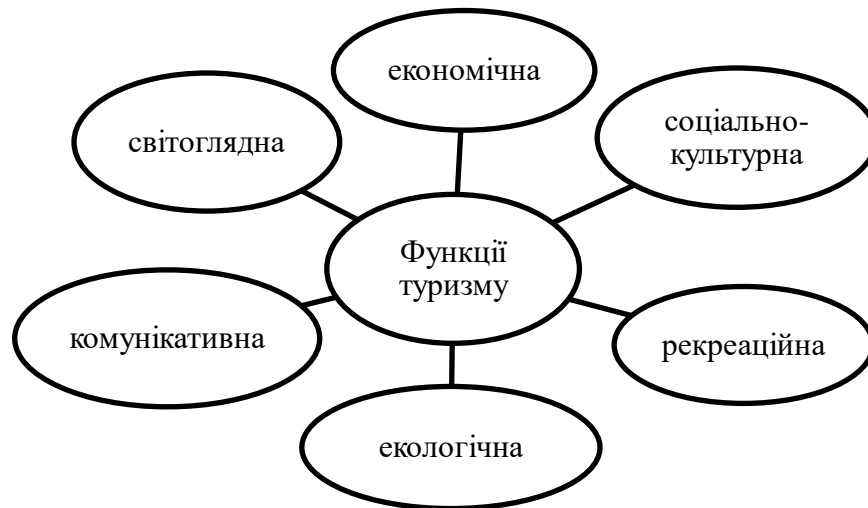 економічна
світоглядна
соціально-
культурна
Функції
туризму
комунікативна
рекреаційна
екологічна